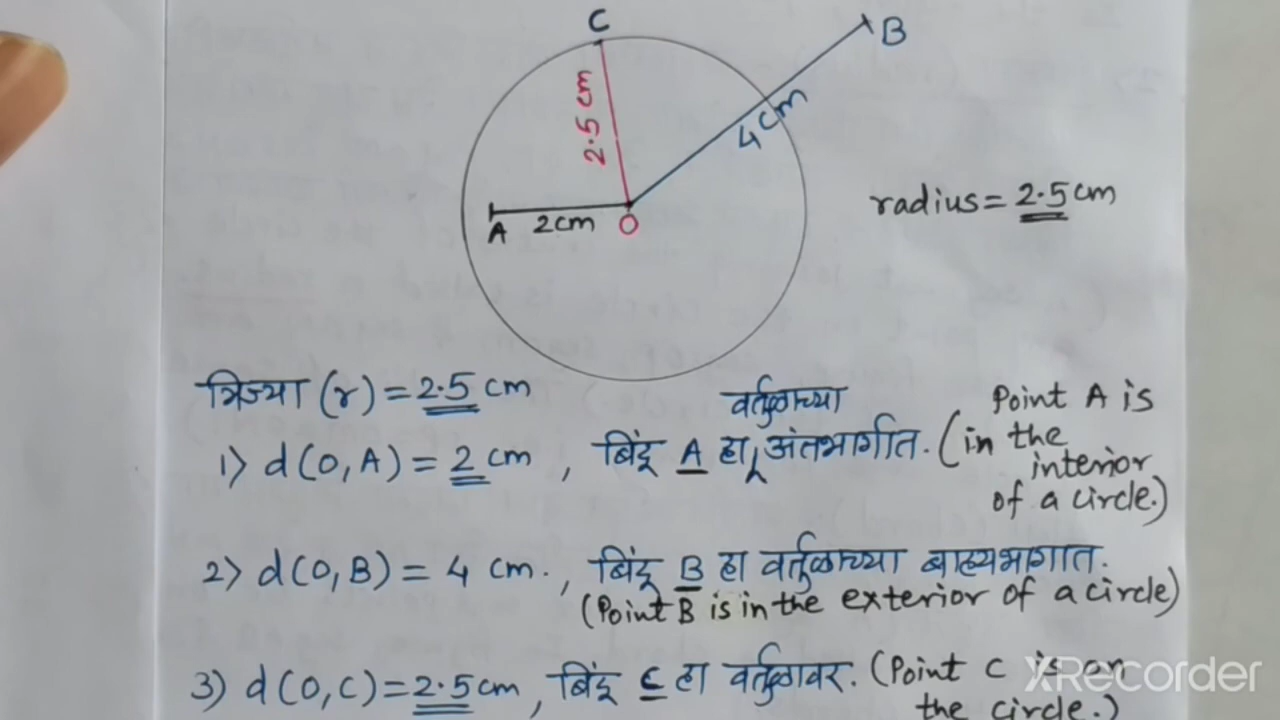 C
B
2.5 cm
4cm
radius = 2.5 cm
A 2cm O
त्रिज्या (r) = 2.5 cm
1) d(O, A) = 2 cm , बिंदू A हा वर्तुळाच्या अंतर्भागात. (Point A is
in the
interior
of a circle.)
2) d(O, B) = 4 cm. , बिंदू B हा वर्तुळाच्या बाह्यभागात.
(Point B is in the exterior of a circle)
3) d(O, C) = 2.5 cm , बिंदू C हा वर्तुळावर. (Point C is on
the circle.)
XRecorder